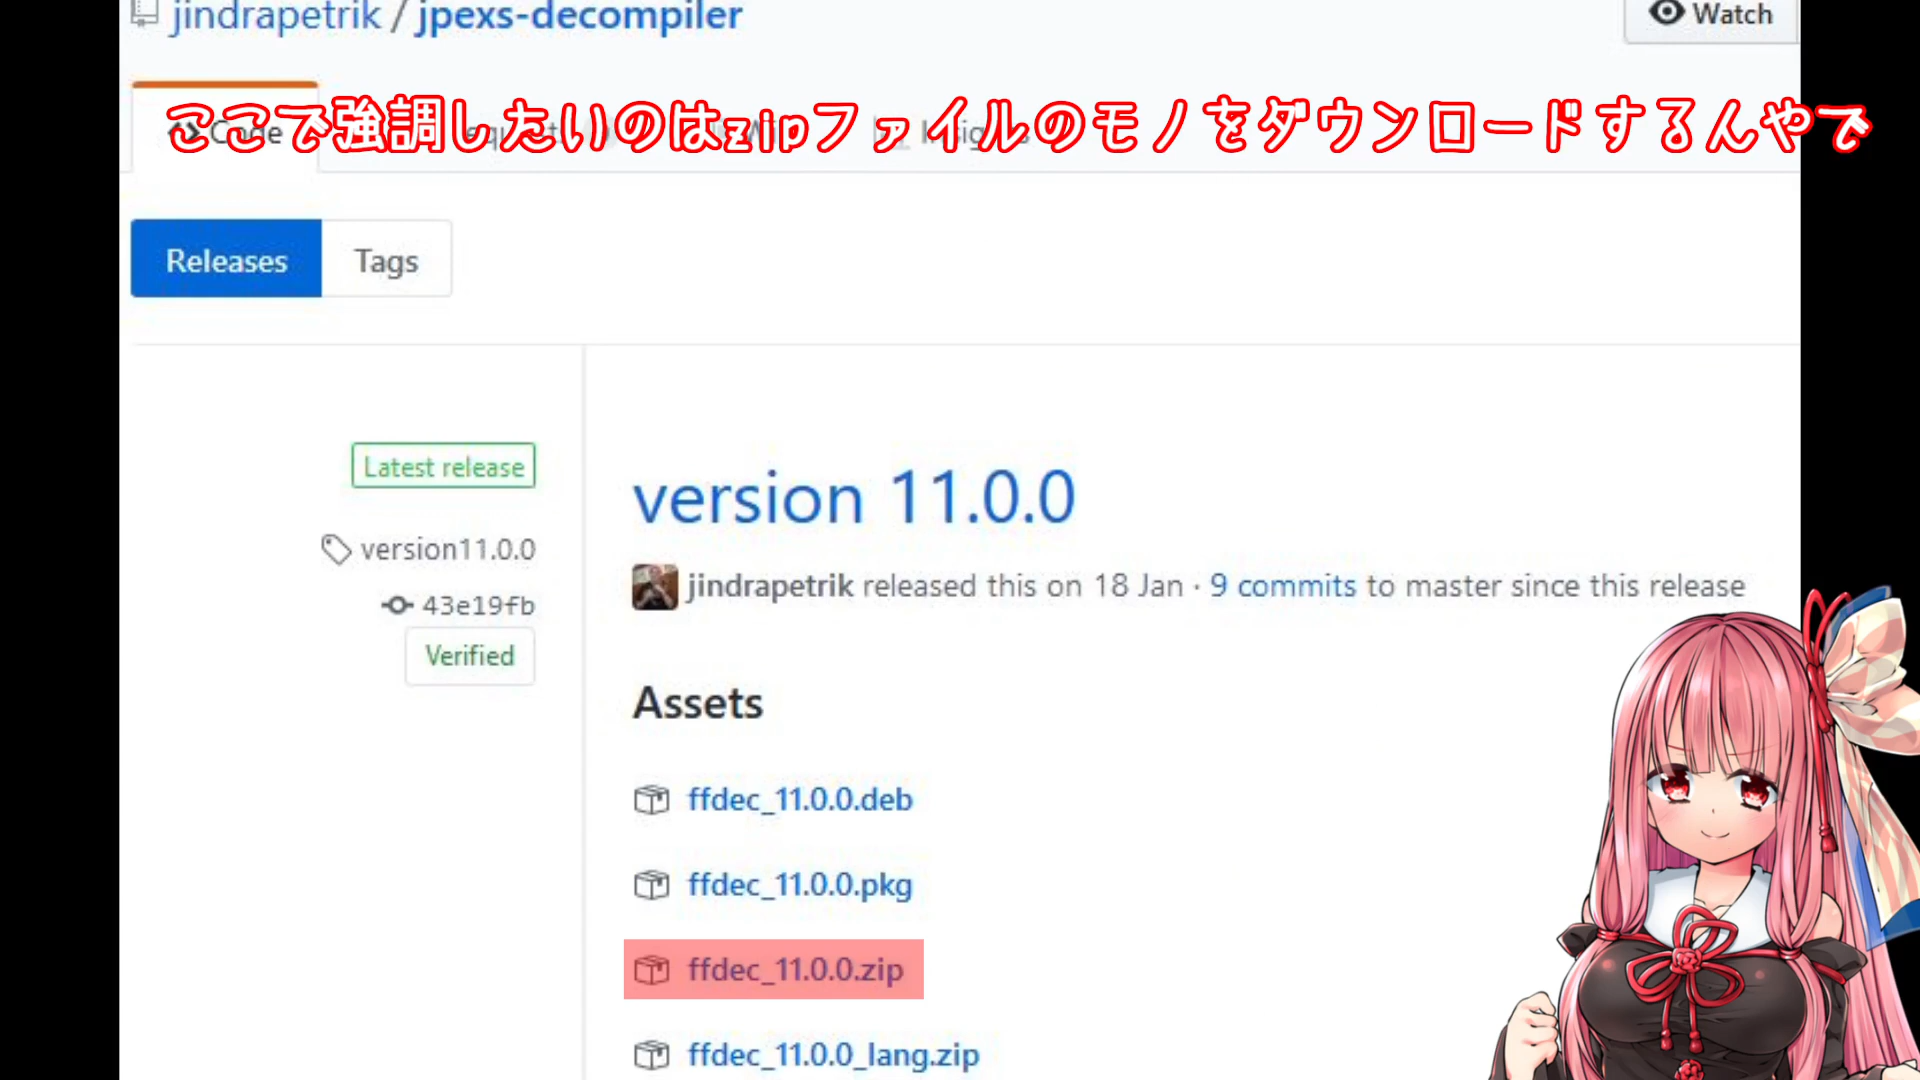 jindrapetrik / jpexs-decompiler
Watch
ここで強調したいのはzipファイルのモノをダウンロードするんやで
Code
Releases
Tags
Latest release
version11.0.0
43e19fb
Verified
version 11.0.0
jindrapetrik released this on 18 Jan · 9 commits to master since this release
Assets
ffdec_11.0.0.deb
ffdec_11.0.0.pkg
ffdec_11.0.0.zip
ffdec_11.0.0_lang.zip